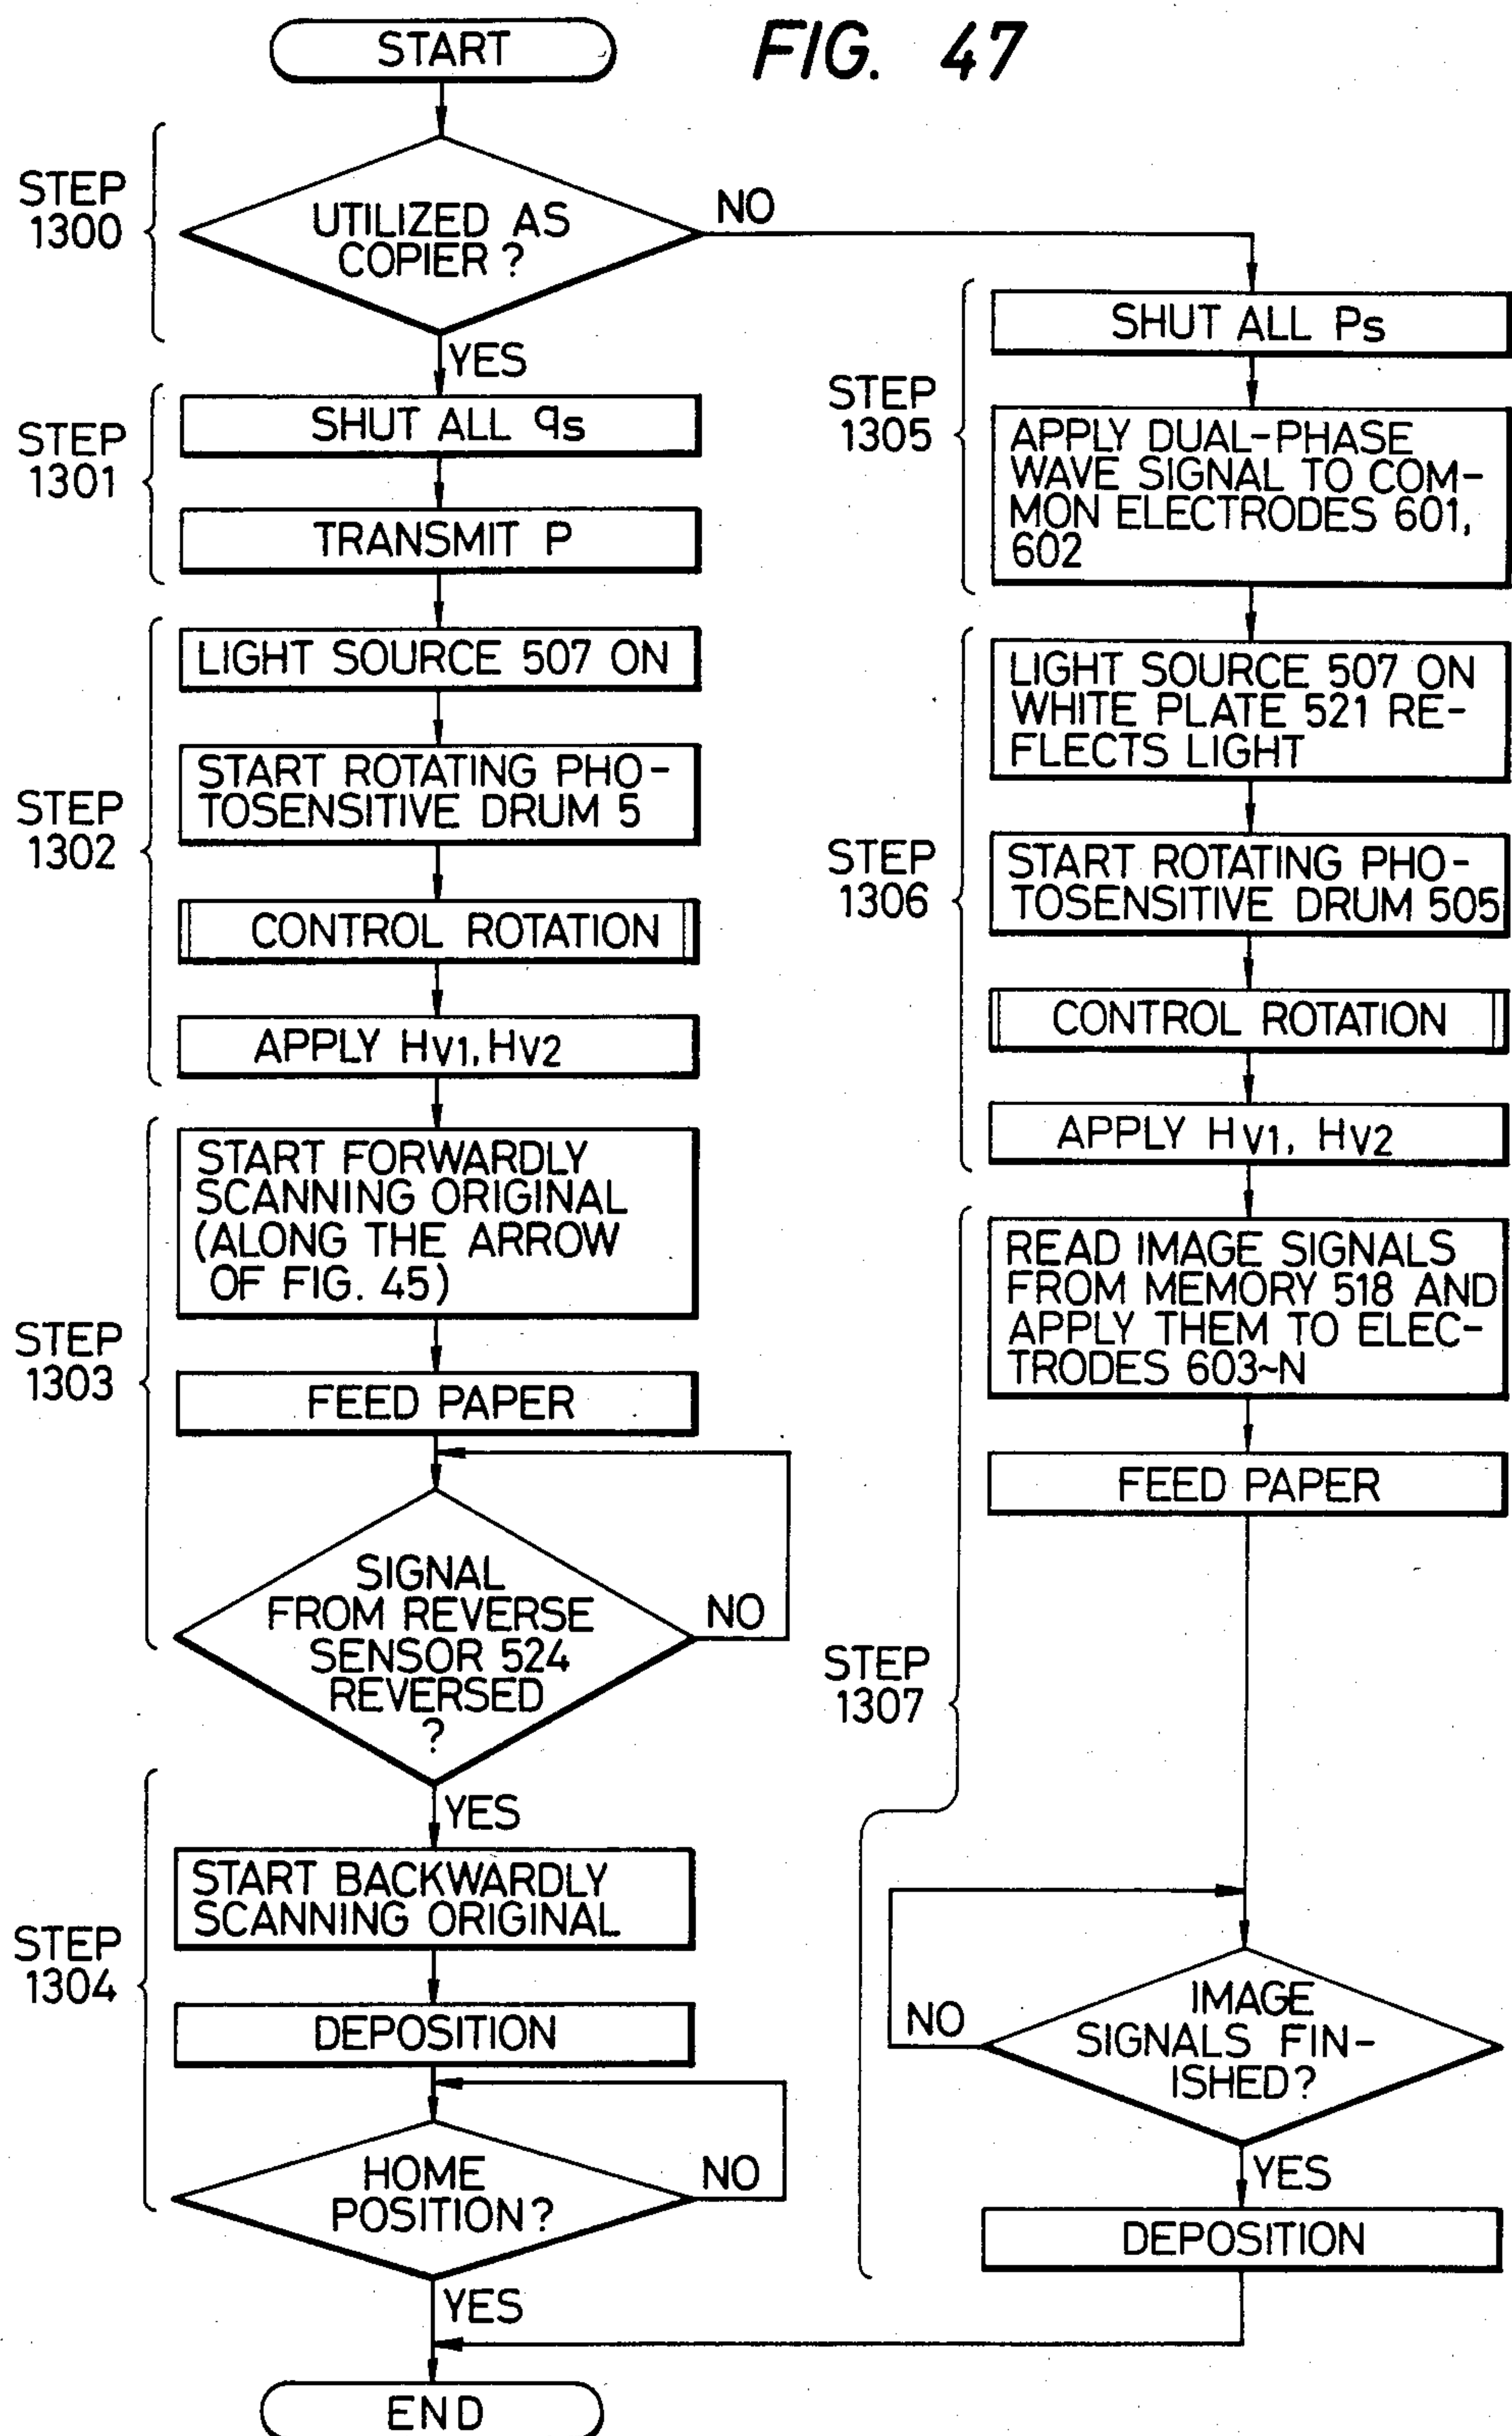 FIG. 47
START
STEP
1300
UTILIZED AS
COPIER ?
NO
YES
STEP
1301
SHUT ALL qs
TRANSMIT P
STEP
1302
LIGHT SOURCE 507 ON
START ROTATING PHO-
TOSENSITIVE DRUM 5
CONTROL ROTATION
APPLY HV1, HV2
STEP
1303
START FORWARDLY
SCANNING ORIGINAL
(ALONG THE ARROW
OF FIG. 45)
FEED PAPER
SIGNAL
FROM REVERSE
SENSOR 524
REVERSED
?
NO
YES
STEP
1304
START BACKWARDLY
SCANNING ORIGINAL
DEPOSITION
HOME
POSITION?
NO
YES
END
STEP
1305
SHUT ALL Ps
APPLY DUAL-PHASE
WAVE SIGNAL TO COM-
MON ELECTRODES 601,
602
STEP
1306
LIGHT SOURCE 507 ON
WHITE PLATE 521 RE-
FLECTS LIGHT
START ROTATING PHO-
TOSENSITIVE DRUM 505
CONTROL ROTATION
APPLY HV1, HV2
STEP
1307
READ IMAGE SIGNALS
FROM MEMORY 518 AND
APPLY THEM TO ELEC-
TRODES 603~N
FEED PAPER
IMAGE
SIGNALS FIN-
ISHED?
NO
YES
DEPOSITION